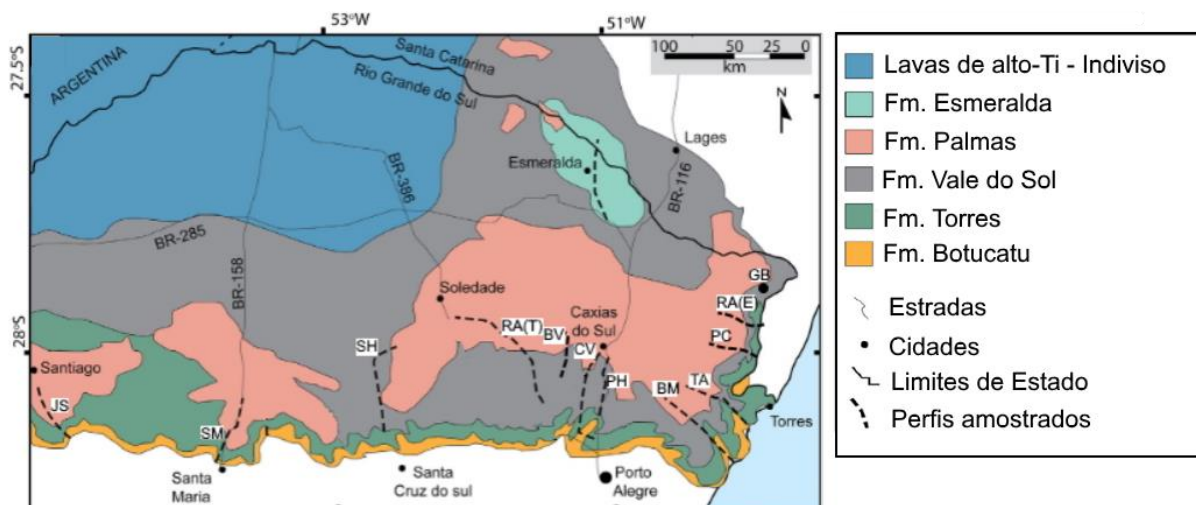 53°W
51°W
27.5°S
28°S
ARGENTINA
Santa Catarina
Rio Grande do Sul
100 50 25 0
km
N
Lages
Esmeralda
BR-116
BR-386
BR-285
BR-158
Soledade
GB
RA(E)
RA(T)
BV
Caxias
do Sul
CV
PC
SH
PH
BM
TA
Santiago
JS
SM
Torres
Santa
Maria
Santa
Cruz do sul
Porto
Alegre
Lavas de alto-Ti - Indiviso
Fm. Esmeralda
Fm. Palmas
Fm. Vale do Sol
Fm. Torres
Fm. Botucatu
Estradas
Cidades
Limites de Estado
Perfis amostrados